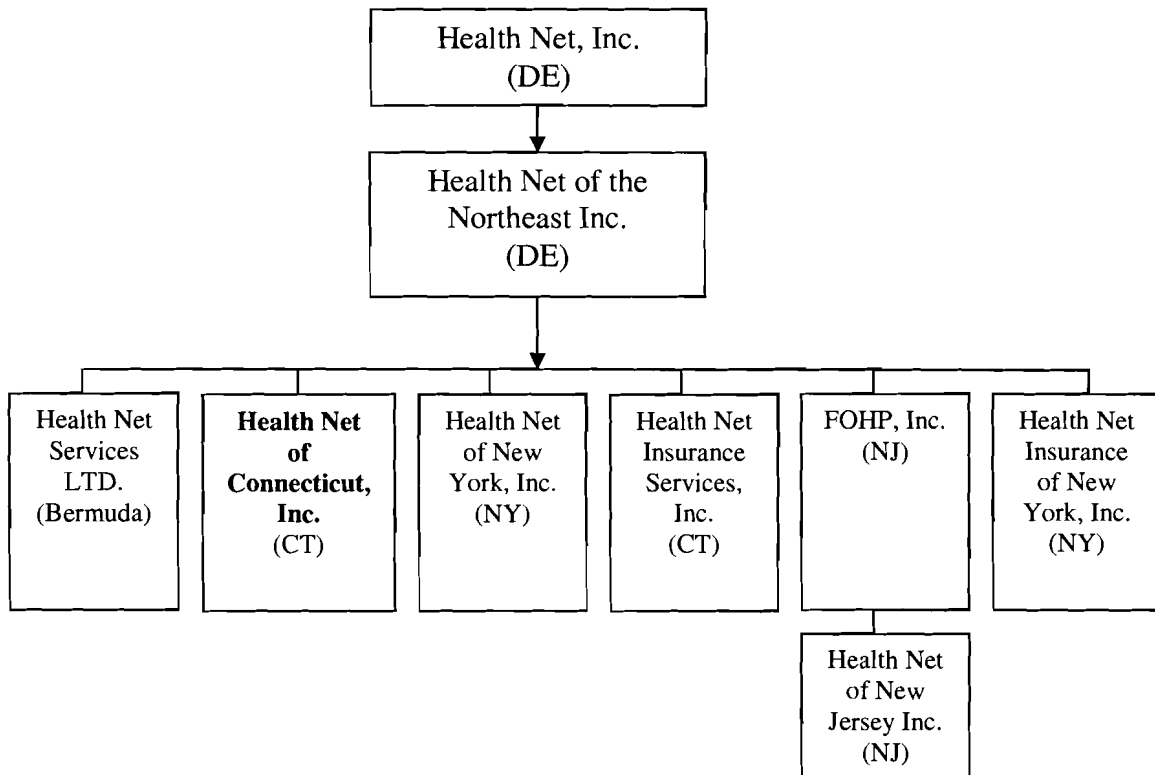 Health Net, Inc.
(DE)
Health Net of the
Northeast Inc.
(DE)
Health Net
Services
LTD.
(Bermuda)
Health Net
of
Connecticut,
Inc.
(CT)
Health Net
of New
York, Inc.
(NY)
Health Net
Insurance
Services,
Inc.
(CT)
FOHP, Inc.
(NJ)
Health Net
Insurance
of New
York, Inc.
(NY)
Health Net
of New
Jersey Inc.
(NJ)